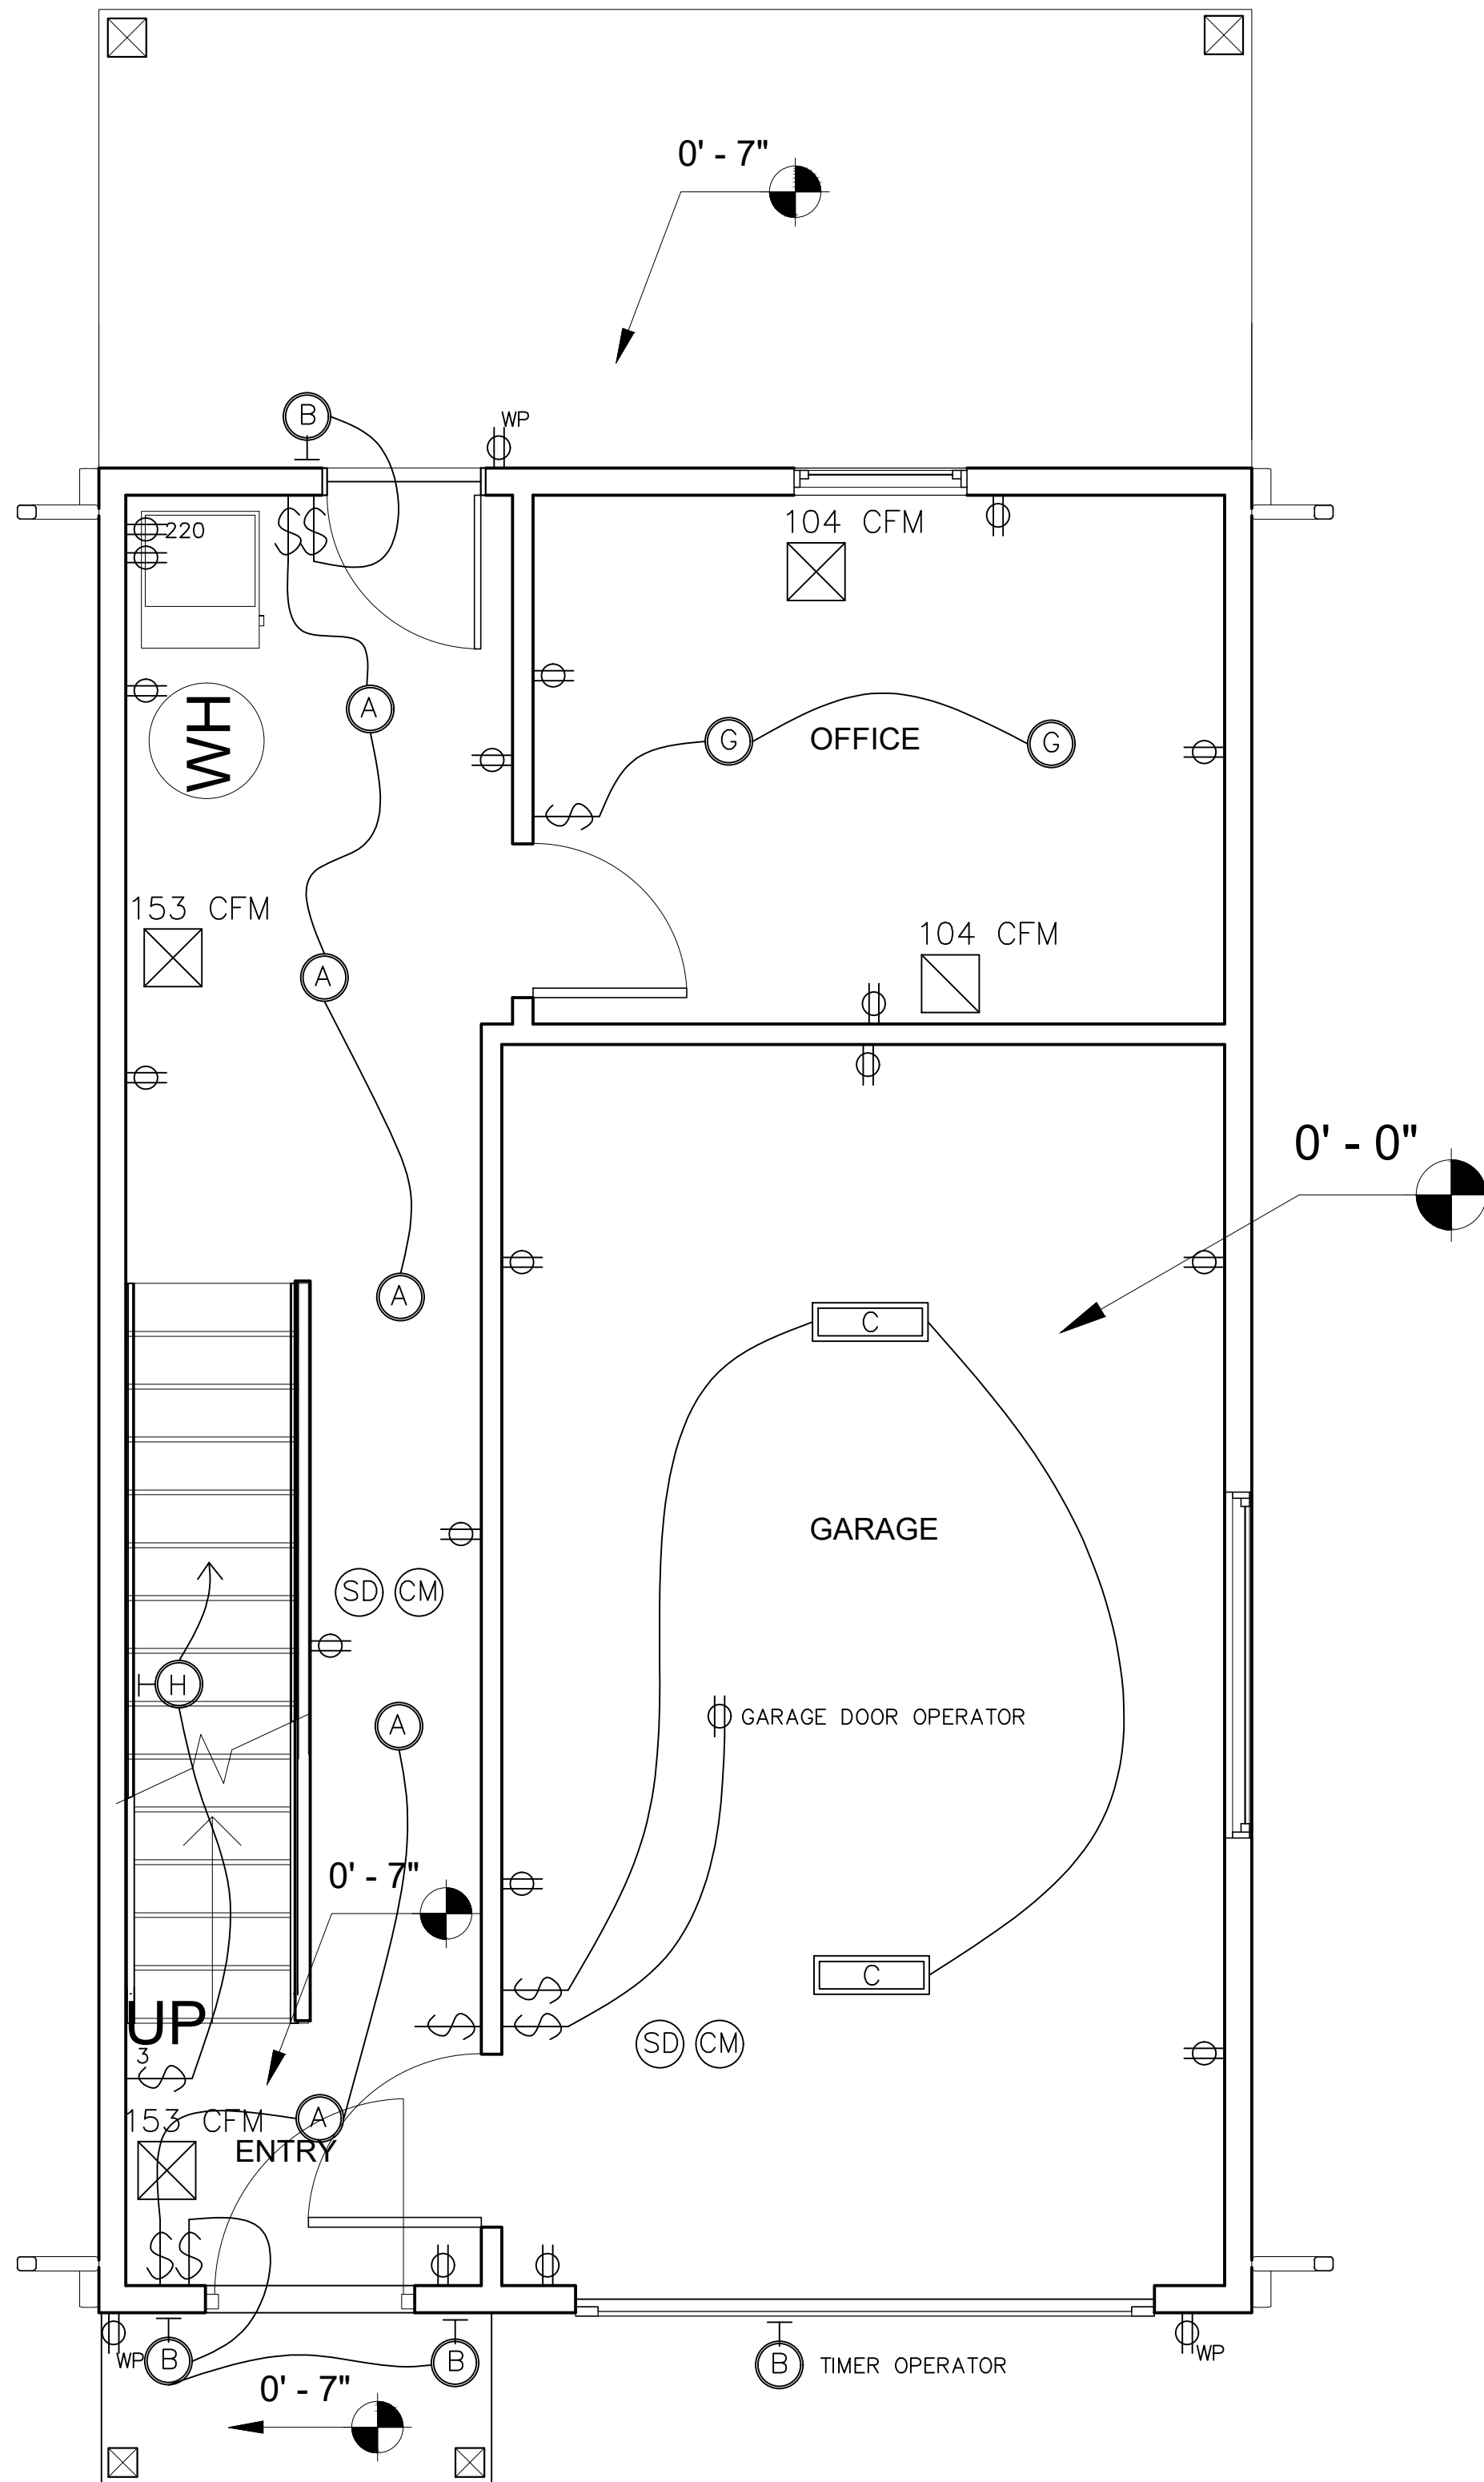 0' - 7"
B
WP
220
$$
104 CFM
A
WH
G
OFFICE
G
$
153 CFM
104 CFM
A
0' - 0"
A
C
GARAGE
SD CM
H
A
GARAGE DOOR OPERATOR
0' - 7"
C
$
UP
$
$
SD CM
3
$
153 CFM
A
ENTRY
$$
WP
B
B
B
TIMER OPERATOR
WP
0' - 7"